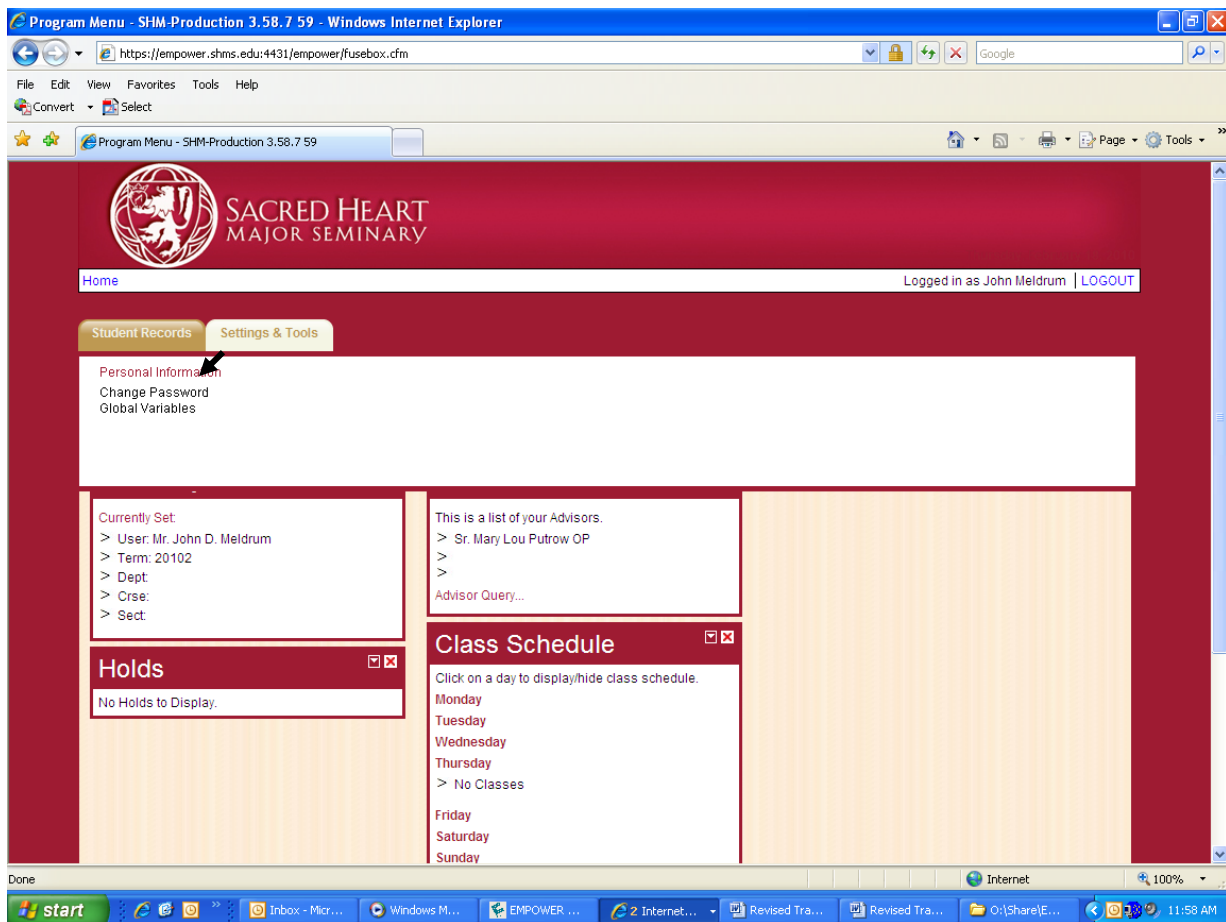 Program Menu - SHM-Production 3.58.7 59 - Windows Internet Explorer
https://empower.shms.edu:4431/empower/fusebox.cfm
Google
File Edit View Favorites Tools Help
Convert Select
Program Menu - SHM-Production 3.58.7 59
Page Tools »
SACRED HEART
MAJOR SEMINARY
Home
Logged in as John Meldrum | LOGOUT
Student Records Settings & Tools
Personal Information
Change Password
Global Variables
Currently Set:
> User: Mr. John D. Meldrum
> Term: 20102
> Dept:
> Crse:
> Sect:
Holds
No Holds to Display.
This is a list of your Advisors.
> Sr. Mary Lou Putrow OP
>
>
Advisor Query...
Class Schedule
Click on a day to display/hide class schedule.
Monday
Tuesday
Wednesday
Thursday
> No Classes
Friday
Saturday
Sunday
Done
Internet
100%
start » Inbox - Micr... Windows M... EMPOWER ... 2 Internet... Revised Tra... Revised Tra... O:\Share\E... 11:58 AM